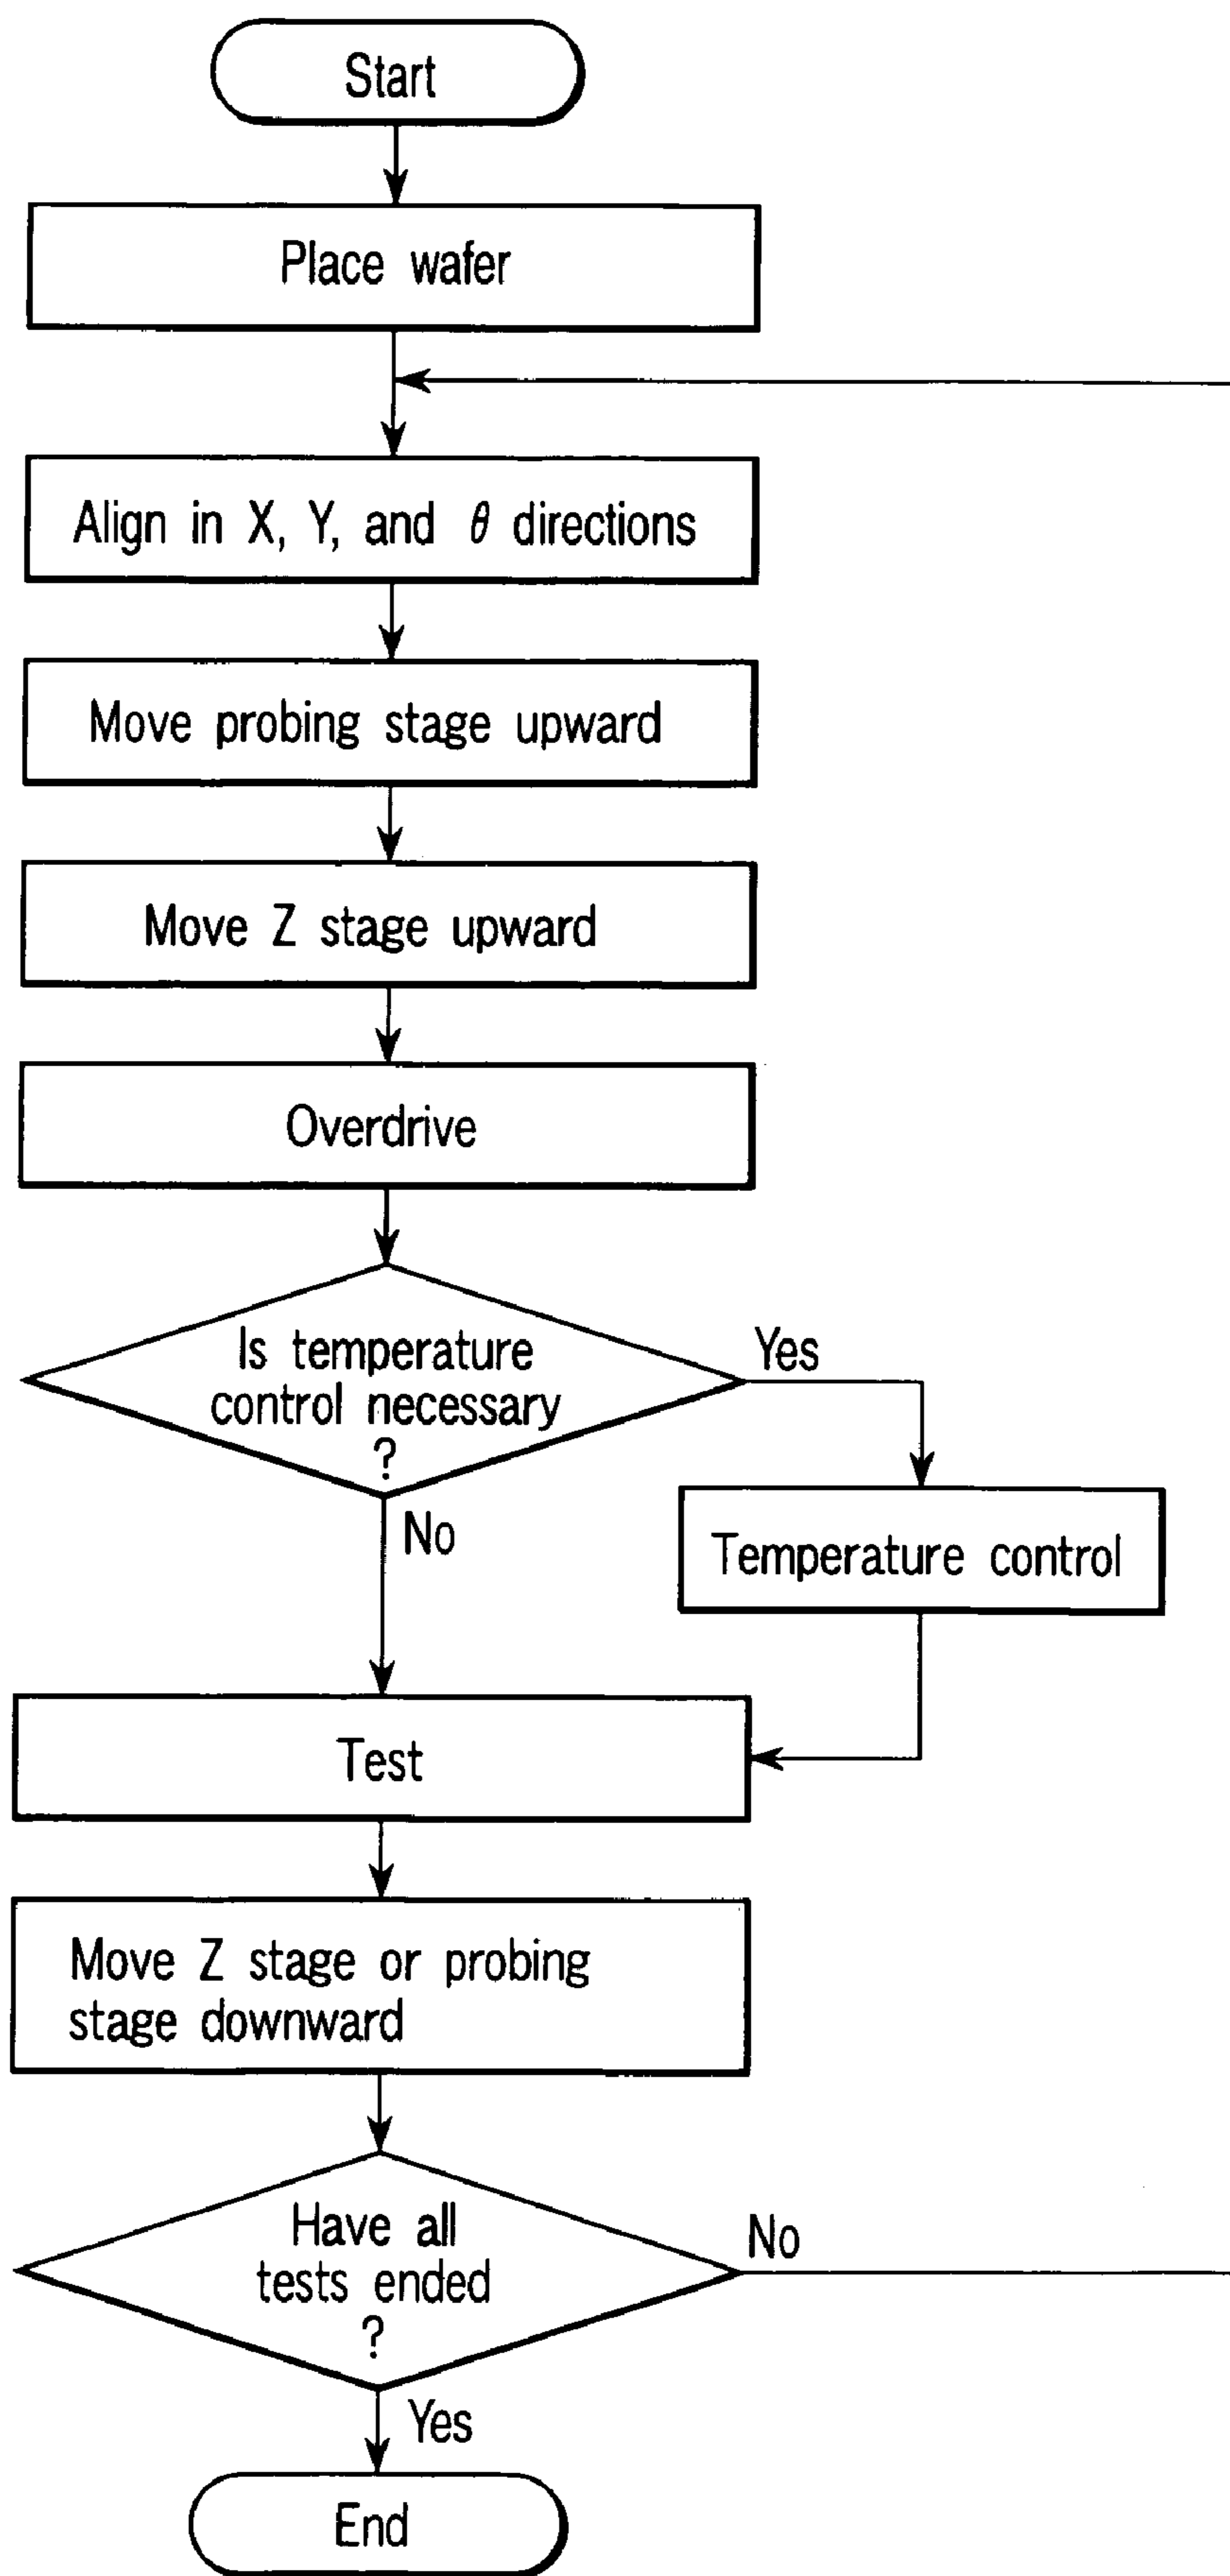 Start
Place wafer
Align in X, Y, and θ directions
Move probing stage upward
Move Z stage upward
Overdrive
Is temperature
control necessary
?
Yes
No
Temperature control
Test
Move Z stage or probing
stage downward
Have all
tests ended
?
No
Yes
End